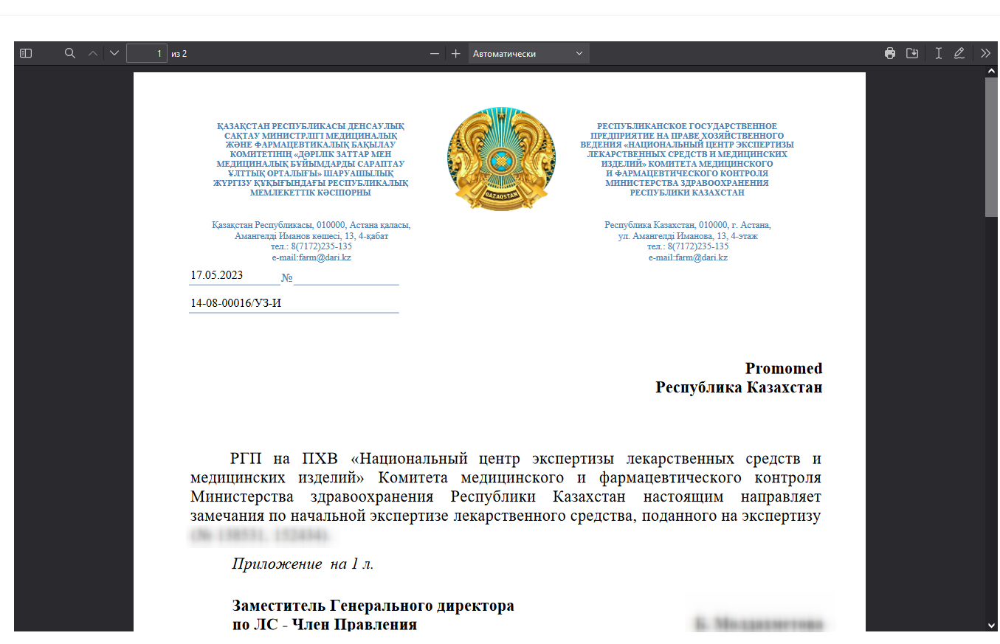 1 из 2
Автоматически
ҚАЗАҚСТАН РЕСПУБЛИКАСЫ ДЕНСАУЛЫҚ
САҚТАУ МИНИСТРЛІГІ МЕДИЦИНАЛЫҚ
ЖӘНЕ ФАРМАЦЕВТИКАЛЫҚ БАҚЫЛАУ
КОМИТЕТІНІҢ «ДӘРІЛІК ЗАТТАР МЕН
МЕДИЦИНАЛЫҚ БҰЙЫМДАРДЫ САРАПТАУ
ҰЛТТЫҚ ОРТАЛЫҒЫ» ШАРУАШЫЛЫҚ
ЖҮРГІЗУ ҚҰҚЫҒЫНДАҒЫ РЕСПУБЛИКАЛЫҚ
МЕМЛЕКЕТТІК КӘСІПОРНЫ
Қазақстан Республикасы, 010000, Астана қаласы,
Амангелді Иманов көшесі, 13, 4-қабат
тел.: 8(7172)235-135
e-mail:farm@dari.kz
QAZAQSTAN
РЕСПУБЛИКАНСКОЕ ГОСУДАРСТВЕННОЕ
ПРЕДПРИЯТИЕ НА ПРАВЕ ХОЗЯЙСТВЕННОГО
ВЕДЕНИЯ «НАЦИОНАЛЬНЫЙ ЦЕНТР ЭКСПЕРТИЗЫ
ЛЕКАРСТВЕННЫХ СРЕДСТВ И МЕДИЦИНСКИХ
ИЗДЕЛИЙ» КОМИТЕТА МЕДИЦИНСКОГО
И ФАРМАЦЕВТИЧЕСКОГО КОНТРОЛЯ
МИНИСТЕРСТВА ЗДРАВООХРАНЕНИЯ
РЕСПУБЛИКИ КАЗАХСТАН
Республика Казахстан, 010000, г. Астана,
ул. Амангелді Иманова, 13, 4-этаж
тел.: 8(7172)235-135
e-mail:farm@dari.kz
17.05.2023 №
14-08-00016/УЗ-И
Promomed
Республика Казахстан
РГП на ПХВ «Национальный центр экспертизы лекарственных средств и
медицинских изделий» Комитета медицинского и фармацевтического контроля
Министерства здравоохранения Республики Казахстан настоящим направляет
замечания по начальной экспертизе лекарственного средства, поданного на экспертизу
Приложение на 1 л.
Заместитель Генерального директора
по ЛС - Член Правления